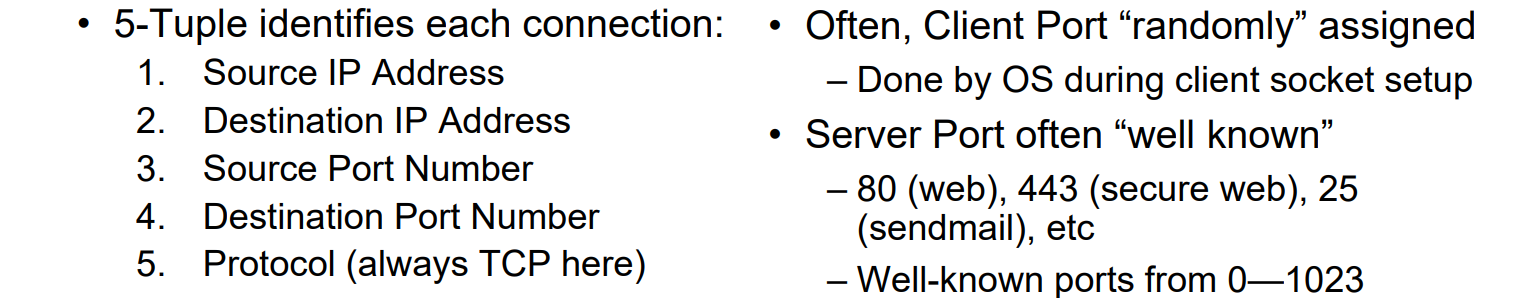 • 5-Tuple identifies each connection:
1. Source IP Address
2. Destination IP Address
3. Source Port Number
4. Destination Port Number
5. Protocol (always TCP here)
• Often, Client Port “randomly” assigned
– Done by OS during client socket setup
• Server Port often “well known”
– 80 (web), 443 (secure web), 25
(sendmail), etc
– Well-known ports from 0—1023